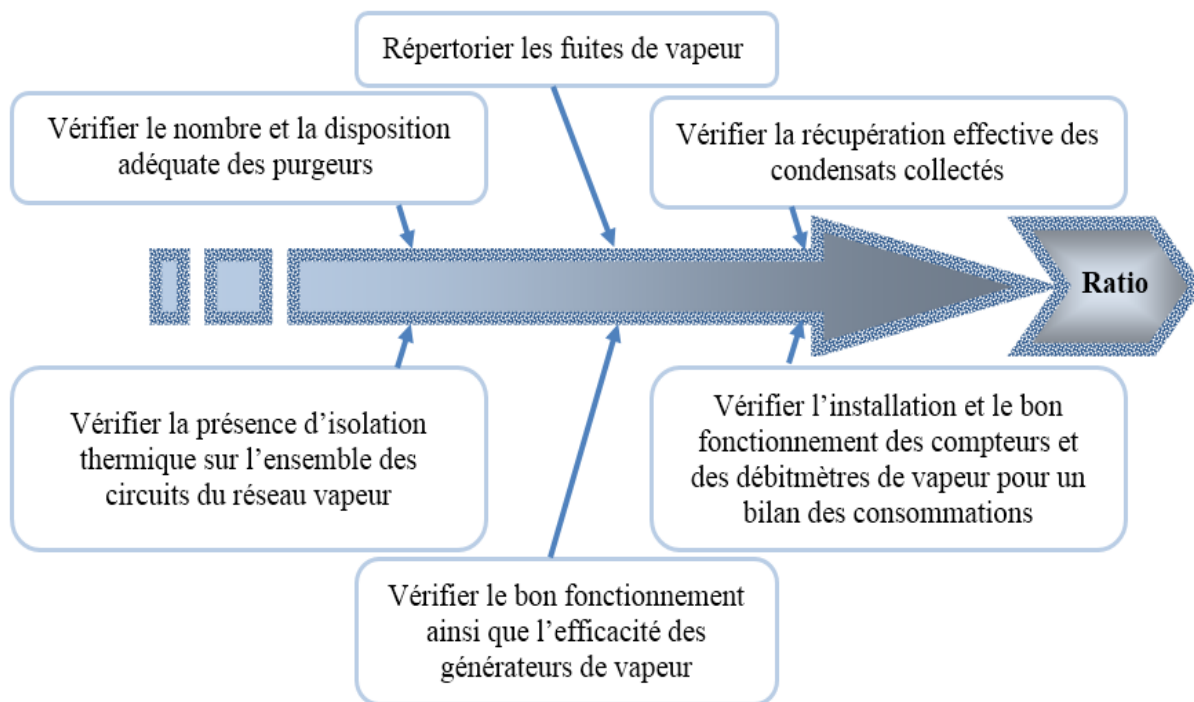 Répertorier les fuites de vapeur
Vérifier le nombre et la disposition
adéquate des purgeurs
Vérifier la récupération effective des
condensats collectés
Ratio
Vérifier la présence d’isolation
thermique sur l’ensemble des
circuits du réseau vapeur
Vérifier l’installation et le bon
fonctionnement des compteurs et
des débitmètres de vapeur pour un
bilan des consommations
Vérifier le bon fonctionnement
ainsi que l’efficacité des
générateurs de vapeur